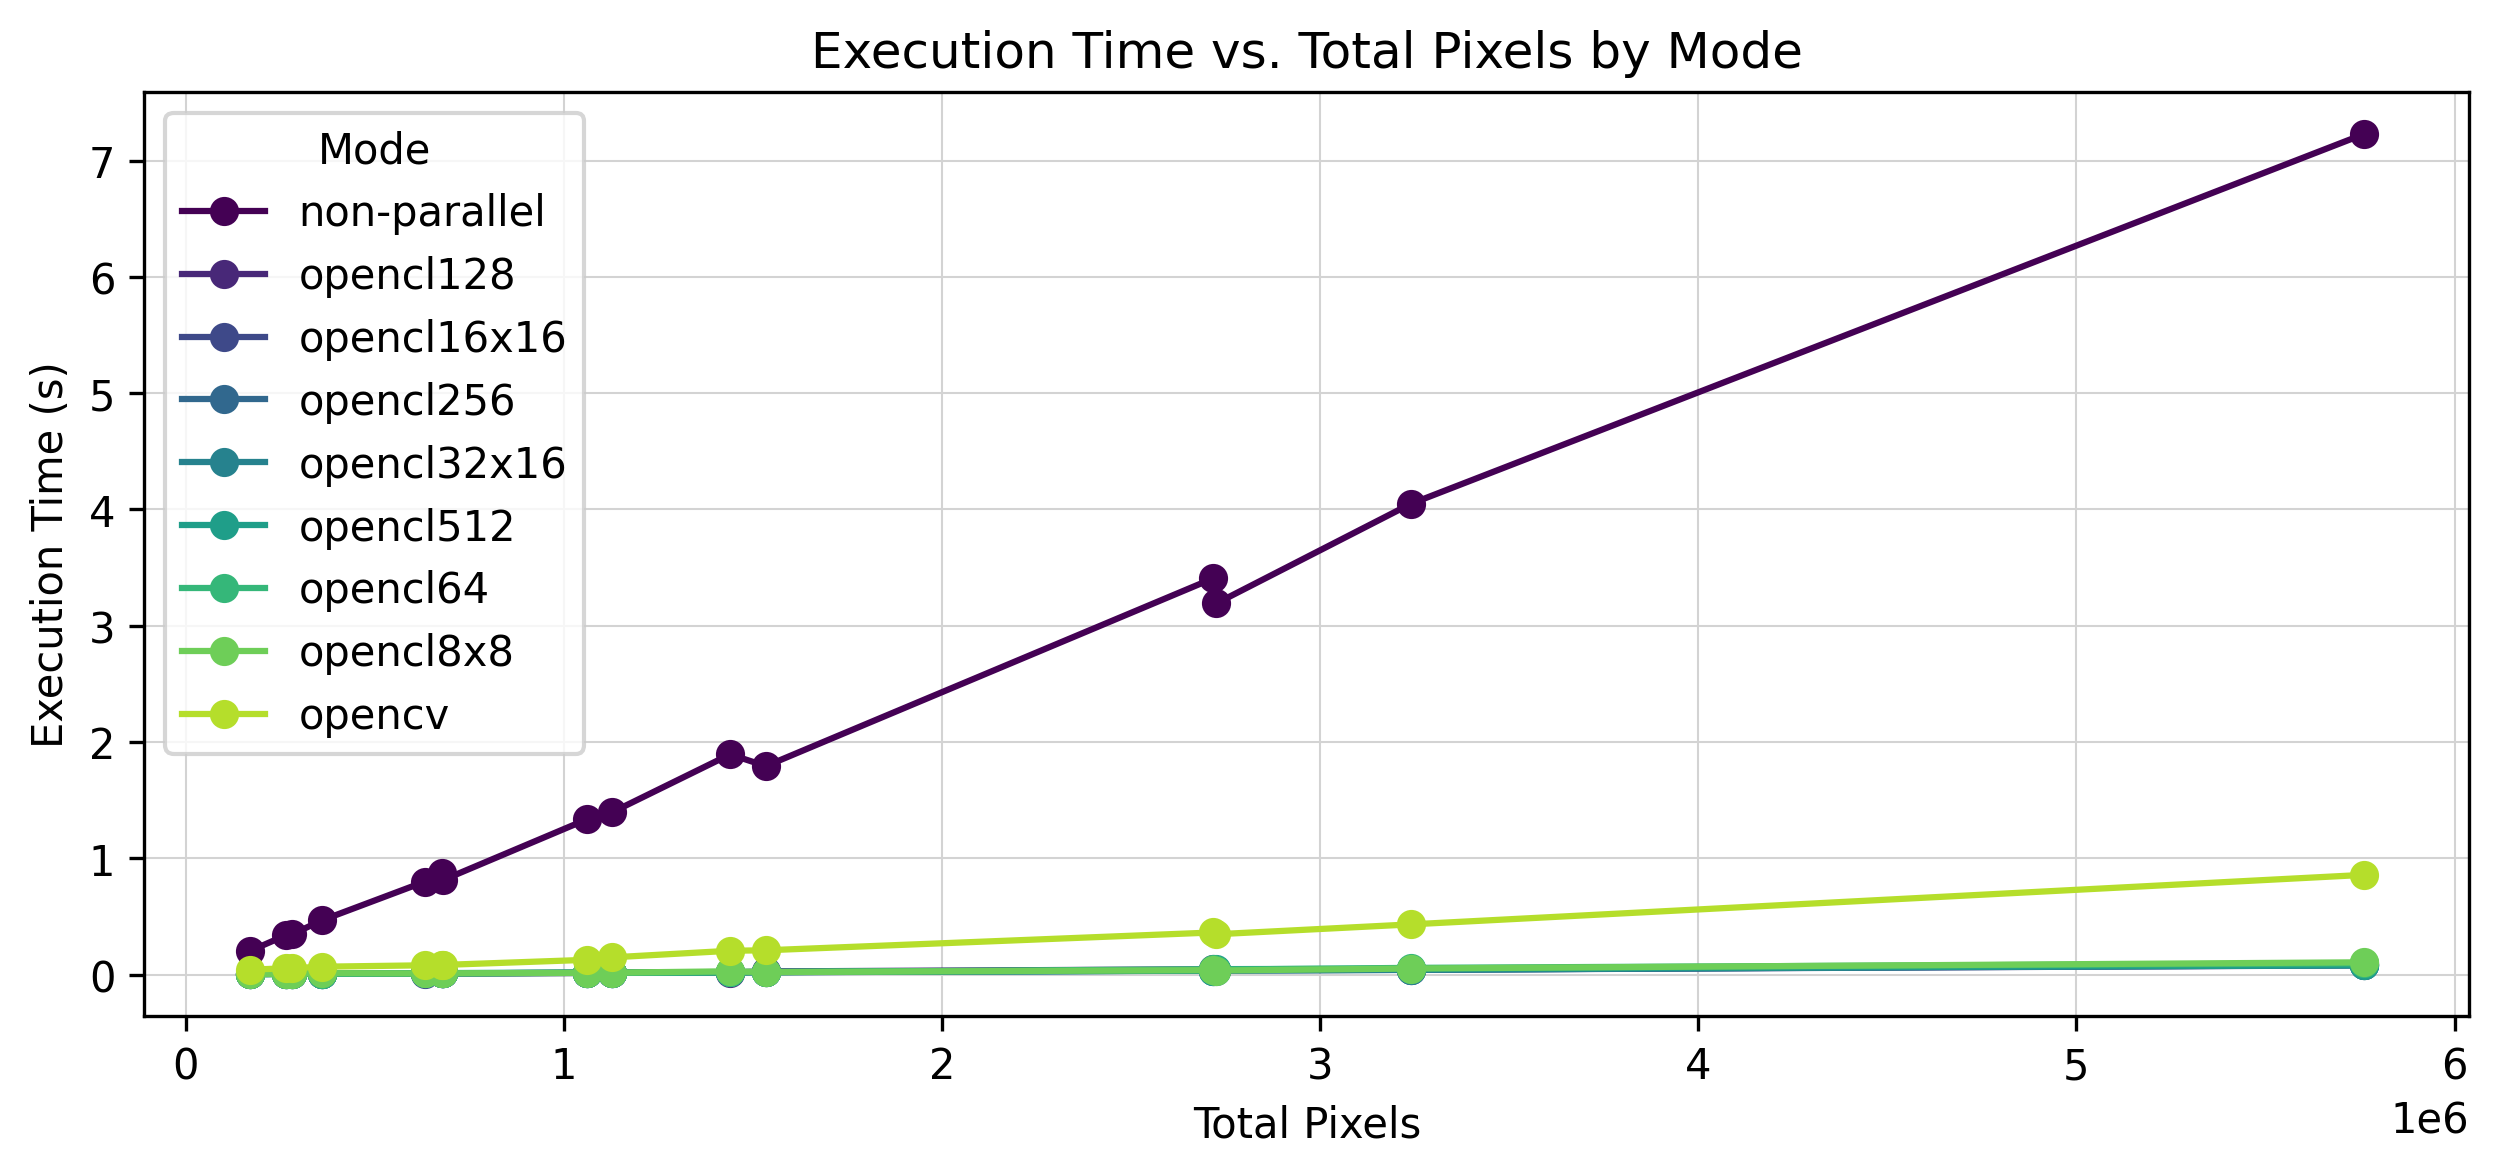 Execution Time vs. Total Pixels by Mode
Mode
non-parallel
opencl128
opencl16x16
opencl256
opencl32x16
opencl512
opencl64
opencl8x8
opencv
Execution Time (s)
7
6
5
4
3
2
1
0
0 1 2 3 4 5 6
1e6
Total Pixels